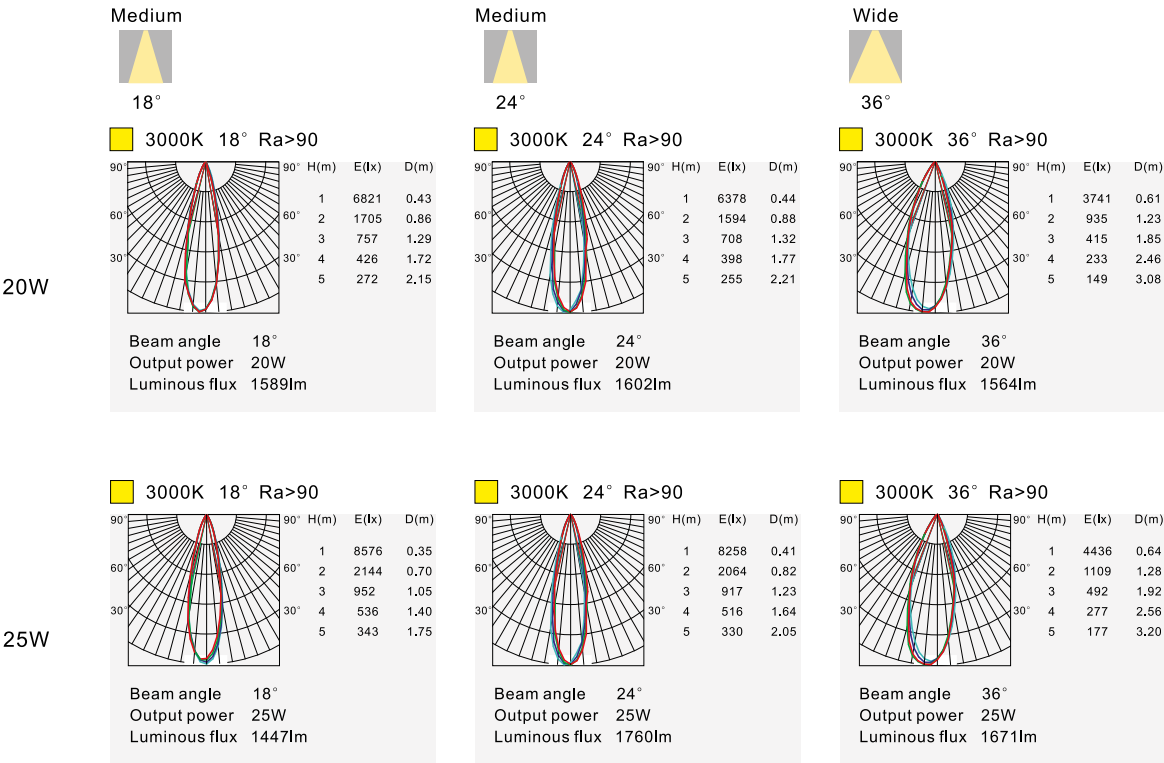 Medium
Medium
Wide
18°
24°
36°
20W
3000K 18° Ra>90
90° 90° H(m) E(lx) D(m)
1 6821 0.43
60° 60° 2 1705 0.86
3 757 1.29
30° 30° 4 426 1.72
5 272 2.15
Beam angle 18°
Output power 20W
Luminous flux 1589lm
3000K 24° Ra>90
90° 90° H(m) E(lx) D(m)
1 6378 0.44
60° 60° 2 1594 0.88
3 708 1.32
30° 30° 4 398 1.77
5 255 2.21
Beam angle 24°
Output power 20W
Luminous flux 1602lm
3000K 36° Ra>90
90° 90° H(m) E(lx) D(m)
1 3741 0.61
60° 60° 2 935 1.23
3 415 1.85
30° 30° 4 233 2.46
5 149 3.08
Beam angle 36°
Output power 20W
Luminous flux 1564lm
25W
3000K 18° Ra>90
90° 90° H(m) E(lx) D(m)
1 8576 0.35
60° 60° 2 2144 0.70
3 952 1.05
30° 30° 4 536 1.40
5 343 1.75
Beam angle 18°
Output power 25W
Luminous flux 1447lm
3000K 24° Ra>90
90° 90° H(m) E(lx) D(m)
1 8258 0.41
60° 60° 2 2064 0.82
3 917 1.23
30° 30° 4 516 1.64
5 330 2.05
Beam angle 24°
Output power 25W
Luminous flux 1760lm
3000K 36° Ra>90
90° 90° H(m) E(lx) D(m)
1 4436 0.64
60° 60° 2 1109 1.28
3 492 1.92
30° 30° 4 277 2.56
5 177 3.20
Beam angle 36°
Output power 25W
Luminous flux 1671lm